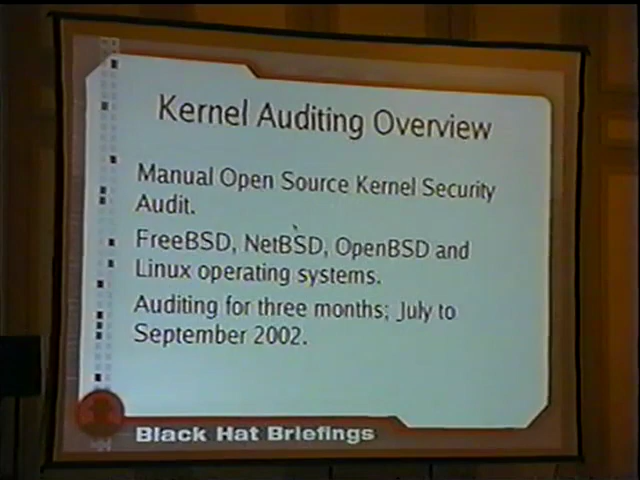 Kernel Auditing Overview
Manual Open Source Kernel Security
Audit.
FreeBSD, NetBSD, OpenBSD and
Linux operating systems.
Auditing for three months; July to
September 2002.
Black Hat Briefings